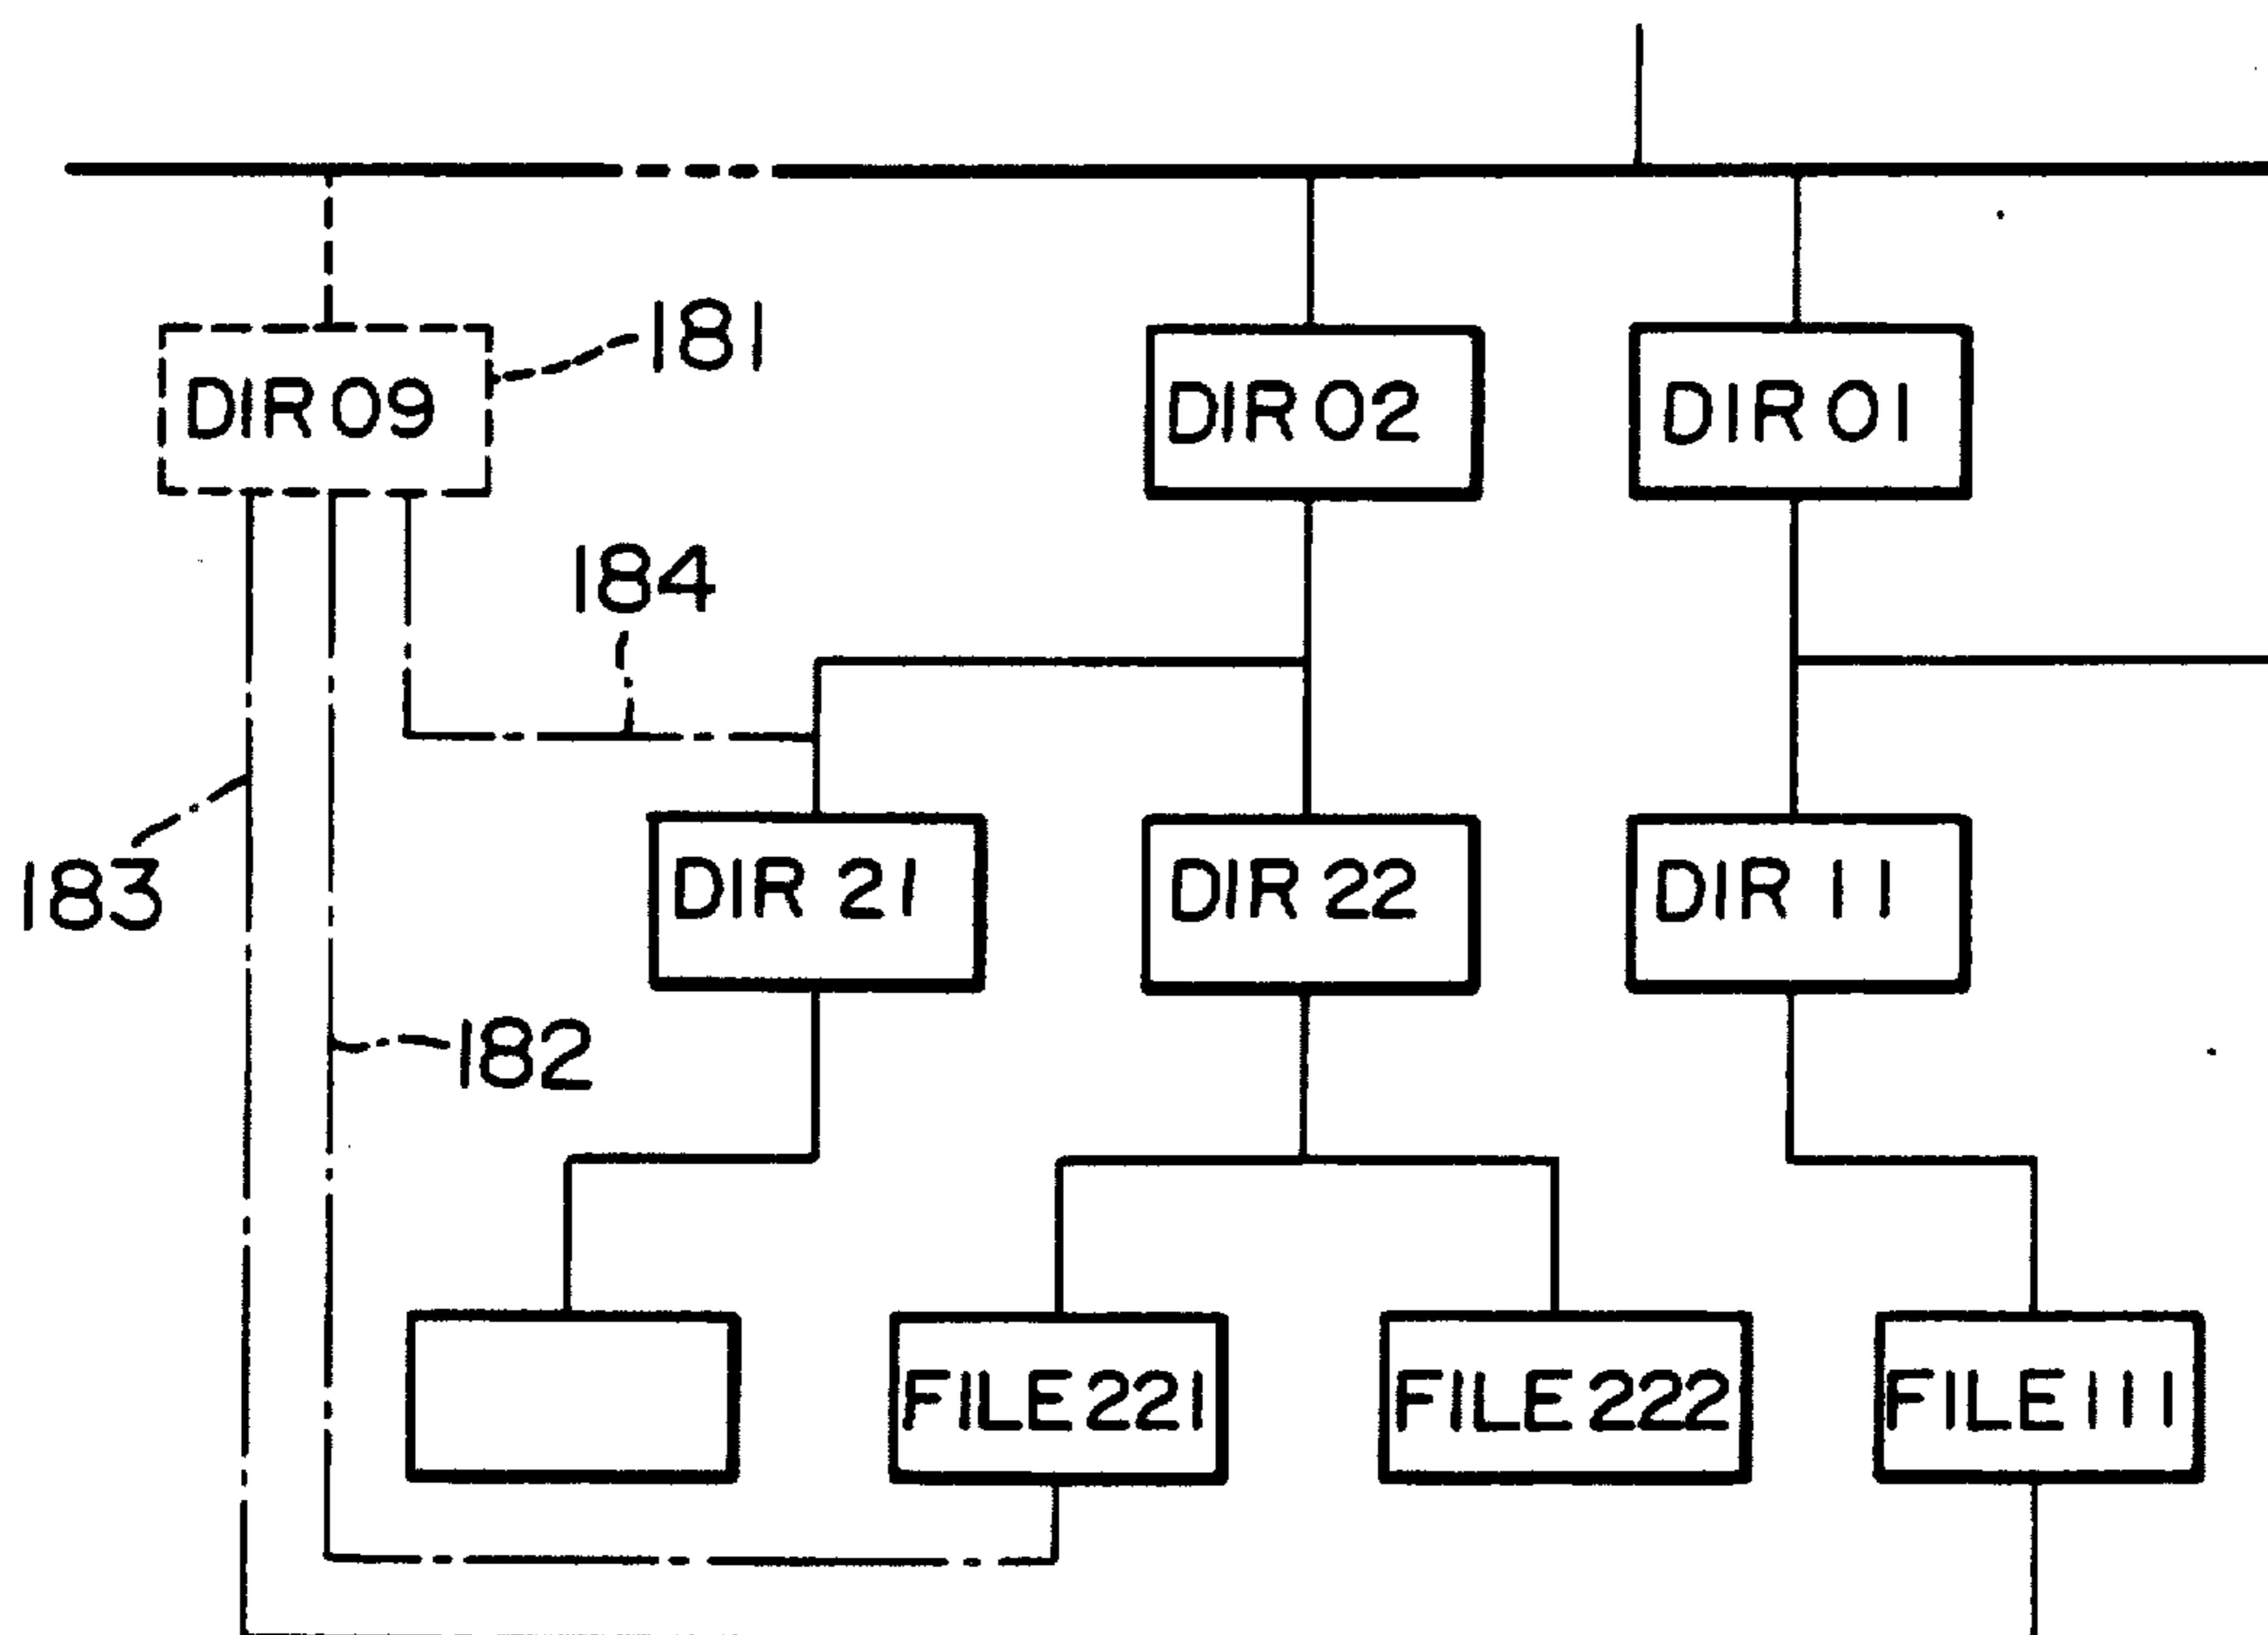 181
DIR 09
DIR 02
DIR 01
184
DIR 21
DIR 22
DIR 11
183
182
FILE 221
FILE 222
FILE 111